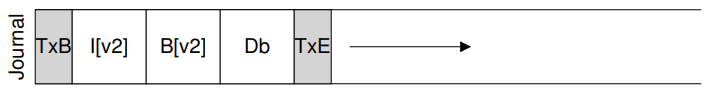 Journal
TxB I[v2] B[v2] Db TxE